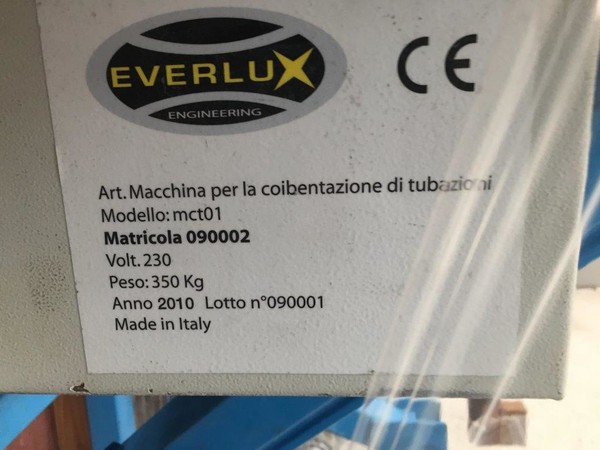 EVERLUX
ENGINEERING
CE
Art. Macchina per la coibentazione di tubazioni
Modello: mct01
Matricola 090002
Volt. 230
Peso: 350 Kg
Anno 2010 Lotto n°090001
Made in Italy